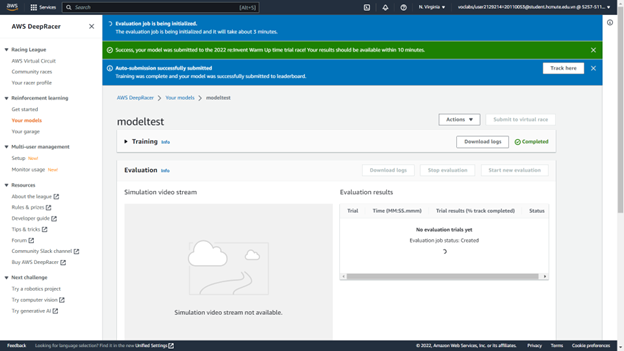 aws
Services
Search
[Alt+S]
N. Virginia
AWS DeepRacer
Racing League
AWS Virtual Circuit
Community races
Your racer profile
Reinforcement learning
Get started
Your models
Your garage
Multi-user management
Setup New!
Monitor usage New!
Resources
About the league
Rules & prizes
Developer guide
Tips & tricks
Forum
Community Slack channel
Buy AWS DeepRacer
Next challenge
Try a robotics project
Try computer vision
Try generative AI
Evaluation job is being initialized.
The evaluation job is being initialized and it will take about 3 minutes.
Success, your model was submitted to the 2022 re:Invent Warm Up time trial race! Your results should be available within 10 minutes.
Auto-submission successfully submitted
Training was complete and your model was successfully submitted to leaderboard.
Track here
AWS DeepRacer > Your models > modeltest
modeltest
Actions
Submit to virtual race
Training Info
Download logs
Completed
Evaluation Info
Download logs
Stop evaluation
Start new evaluation
Simulation video stream
Simulation video stream not available.
Evaluation results
Trial Time (MM:SS.mmm) Trial results (% track completed) Status
No evaluation trials yet
Evaluation job status: Created
Feedback
Looking for language selection? Find it in the new Unified Settings
© 2022, Amazon Web Services, Inc. or its affiliates.
Privacy
Terms
Cookie preferences